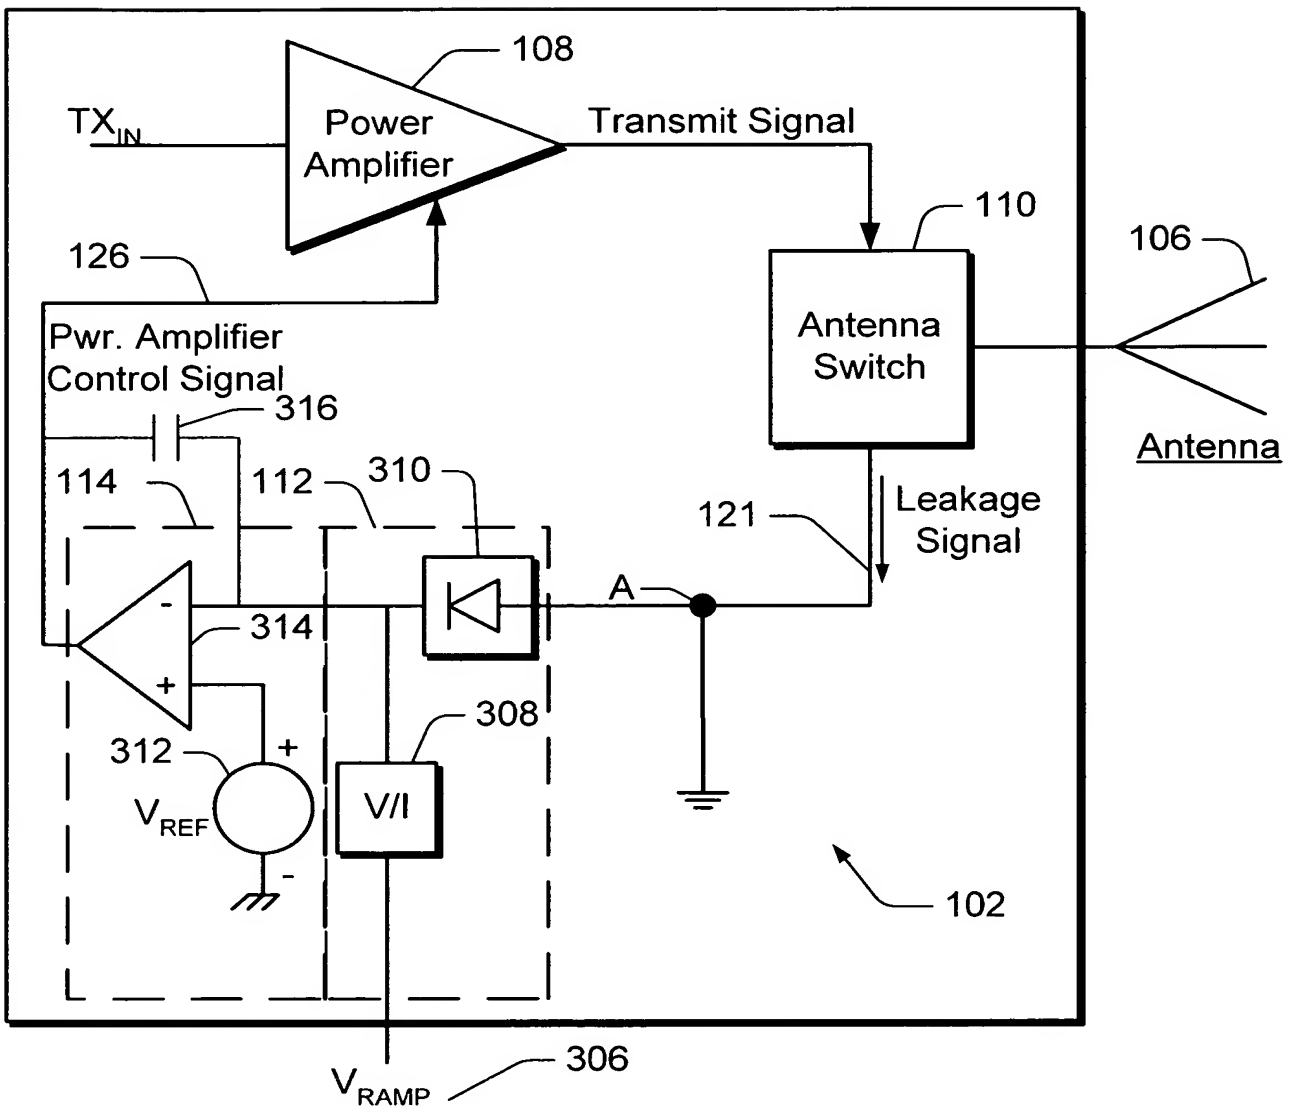 108
TX_IN
Power
Amplifier
Transmit Signal
110
106
126
Pwr. Amplifier
Control Signal
Antenna
Switch
316
Antenna
114
112
310
121
Leakage
Signal
A
-
314
+
308
312
+
V/I
V_REF
-
102
306
V_RAMP